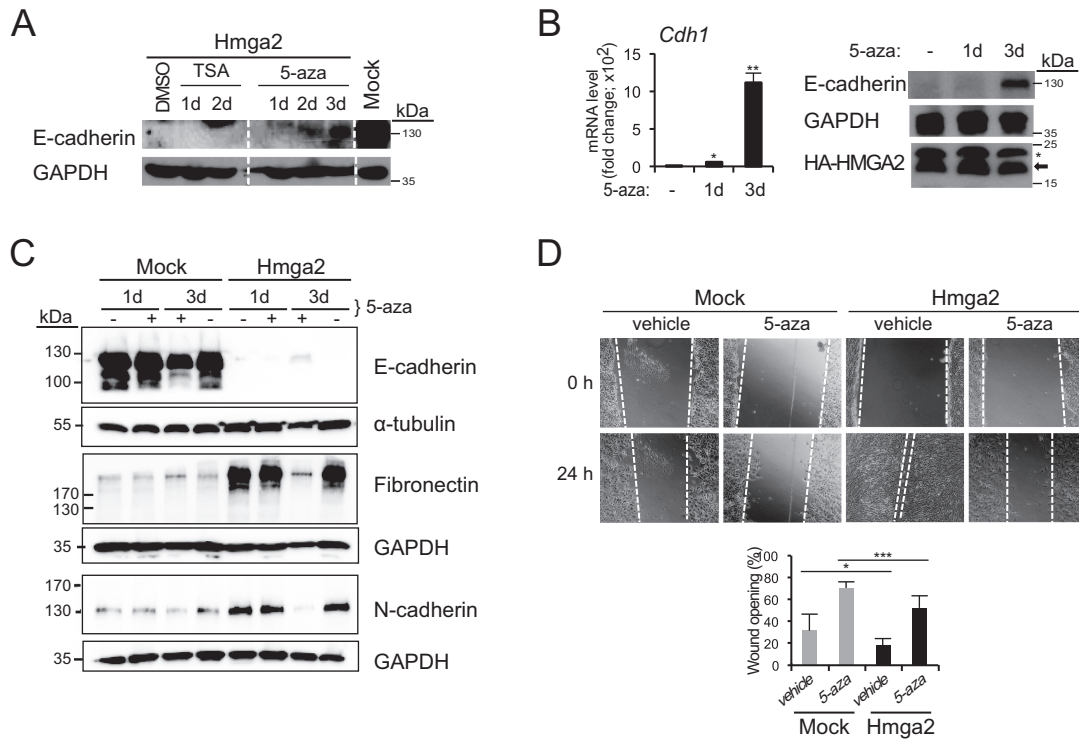 A
Hmga2
DMSO
TSA
5-aza
Mock
1d 2d 1d 2d 3d
kDa
E-cadherin
130
GAPDH
35
B
Cdh1
mRNA level
(fold change; x10²)
15
10
5
0
*
**
5-aza: - 1d 3d
5-aza: - 1d 3d
kDa
E-cadherin
130
GAPDH
35
25
HA-HMGA2
*
15
C
Mock Hmga2
1d 3d 1d 3d
} 5-aza
kDa
- + + - - + + -
130
100
E-cadherin
55
α-tubulin
170
130
Fibronectin
35
GAPDH
170
130
N-cadherin
35
GAPDH
D
Mock Hmga2
vehicle 5-aza vehicle 5-aza
0 h
24 h
Wound opening (%)
100
80
60
40
20
0
***
*
vehicle 5-aza vehicle 5-aza
Mock Hmga2